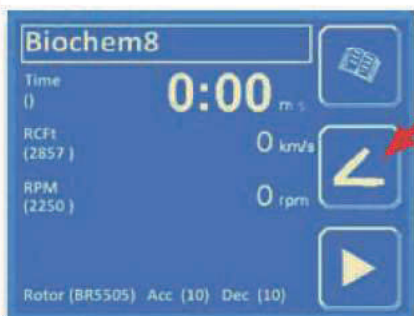 Biochem8
Time
()
0:00 m s
RCFt
(2857 )
0 km/s
RPM
(2250 )
0 rpm
Rotor (BR5505) Acc (10) Dec (10)